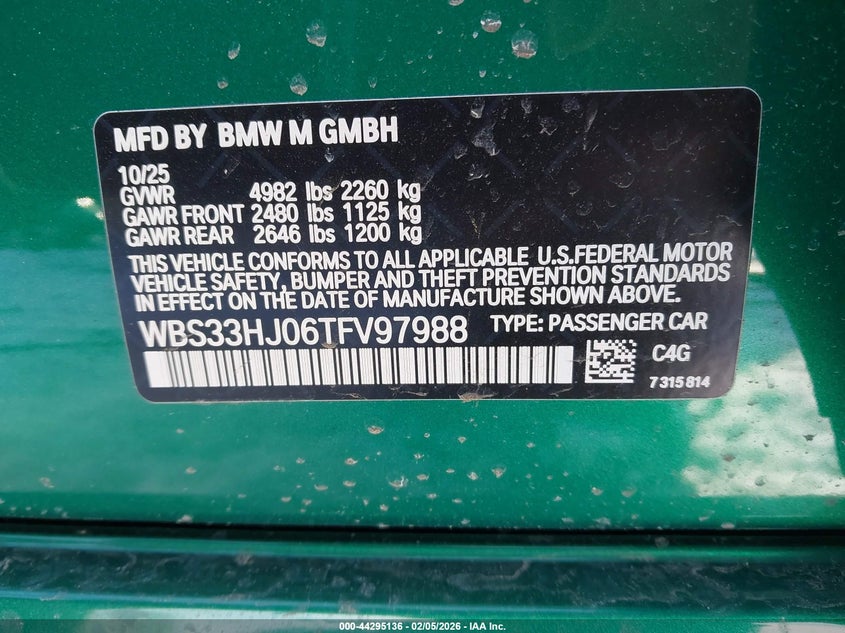 MFD BY BMW M GMBH
10/25
GVWR 4982 lbs 2260 kg
GAWR FRONT 2480 lbs 1125 kg
GAWR REAR 2646 lbs 1200 kg
THIS VEHICLE CONFORMS TO ALL APPLICABLE U.S.FEDERAL MOTOR
VEHICLE SAFETY, BUMPER AND THEFT PREVENTION STANDARDS
IN EFFECT ON THE DATE OF MANUFACTURE SHOWN ABOVE.
WBS33HJ06TFV97988 TYPE: PASSENGER CAR
C4G
7315814
000-44295136 - 02/05/2026 - IAA Inc.